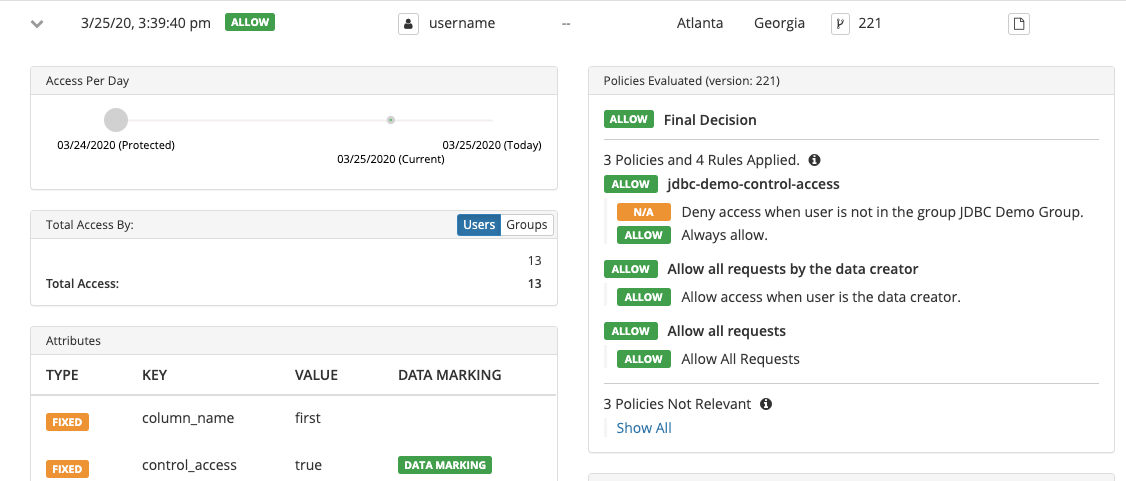 3/25/20, 3:39:40 pm ALLOW username -- Atlanta Georgia 221
Access Per Day
03/24/2020 (Protected)
03/25/2020 (Today)
03/25/2020 (Current)
Total Access By: Users Groups
13
Total Access: 13
Attributes
TYPE KEY VALUE DATA MARKING
FIXED column_name first
FIXED control_access true DATA MARKING
Policies Evaluated (version: 221)
ALLOW Final Decision
3 Policies and 4 Rules Applied.
ALLOW jdbc-demo-control-access
N/A Deny access when user is not in the group JDBC Demo Group.
ALLOW Always allow.
ALLOW Allow all requests by the data creator
ALLOW Allow access when user is the data creator.
ALLOW Allow all requests
ALLOW Allow All Requests
3 Policies Not Relevant
Show All